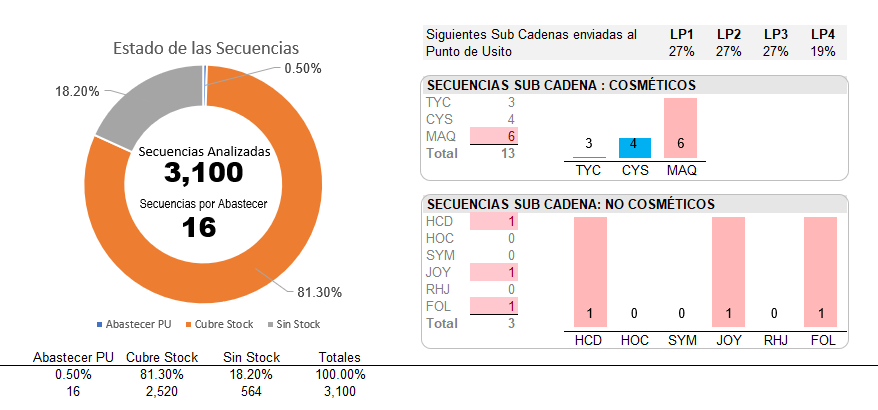 Estado de las Secuencias
0.50%
18.20%
Secuencias Analizadas
3,100
Secuencias por Abastecer
16
81.30%
Abastecer PU Cubre Stock Sin Stock
Abastecer PU Cubre Stock Sin Stock Totales
0.50% 81.30% 18.20% 100.00%
16 2,520 564 3,100
Siguientes Sub Cadenas enviadas al LP1 LP2 LP3 LP4
Punto de Usito 27% 27% 27% 19%
SECUENCIAS SUB CADENA : COSMÉTICOS
TYC 3
CYS 4
MAQ 6
Total 13
3 4 6
TYC CYS MAQ
SECUENCIAS SUB CADENA: NO COSMÉTICOS
HCD 1
HOC 0
SYM 0
JOY 1
RHJ 0
FOL 1
Total 3
1 0 0 1 0 1
HCD HOC SYM JOY RHJ FOL